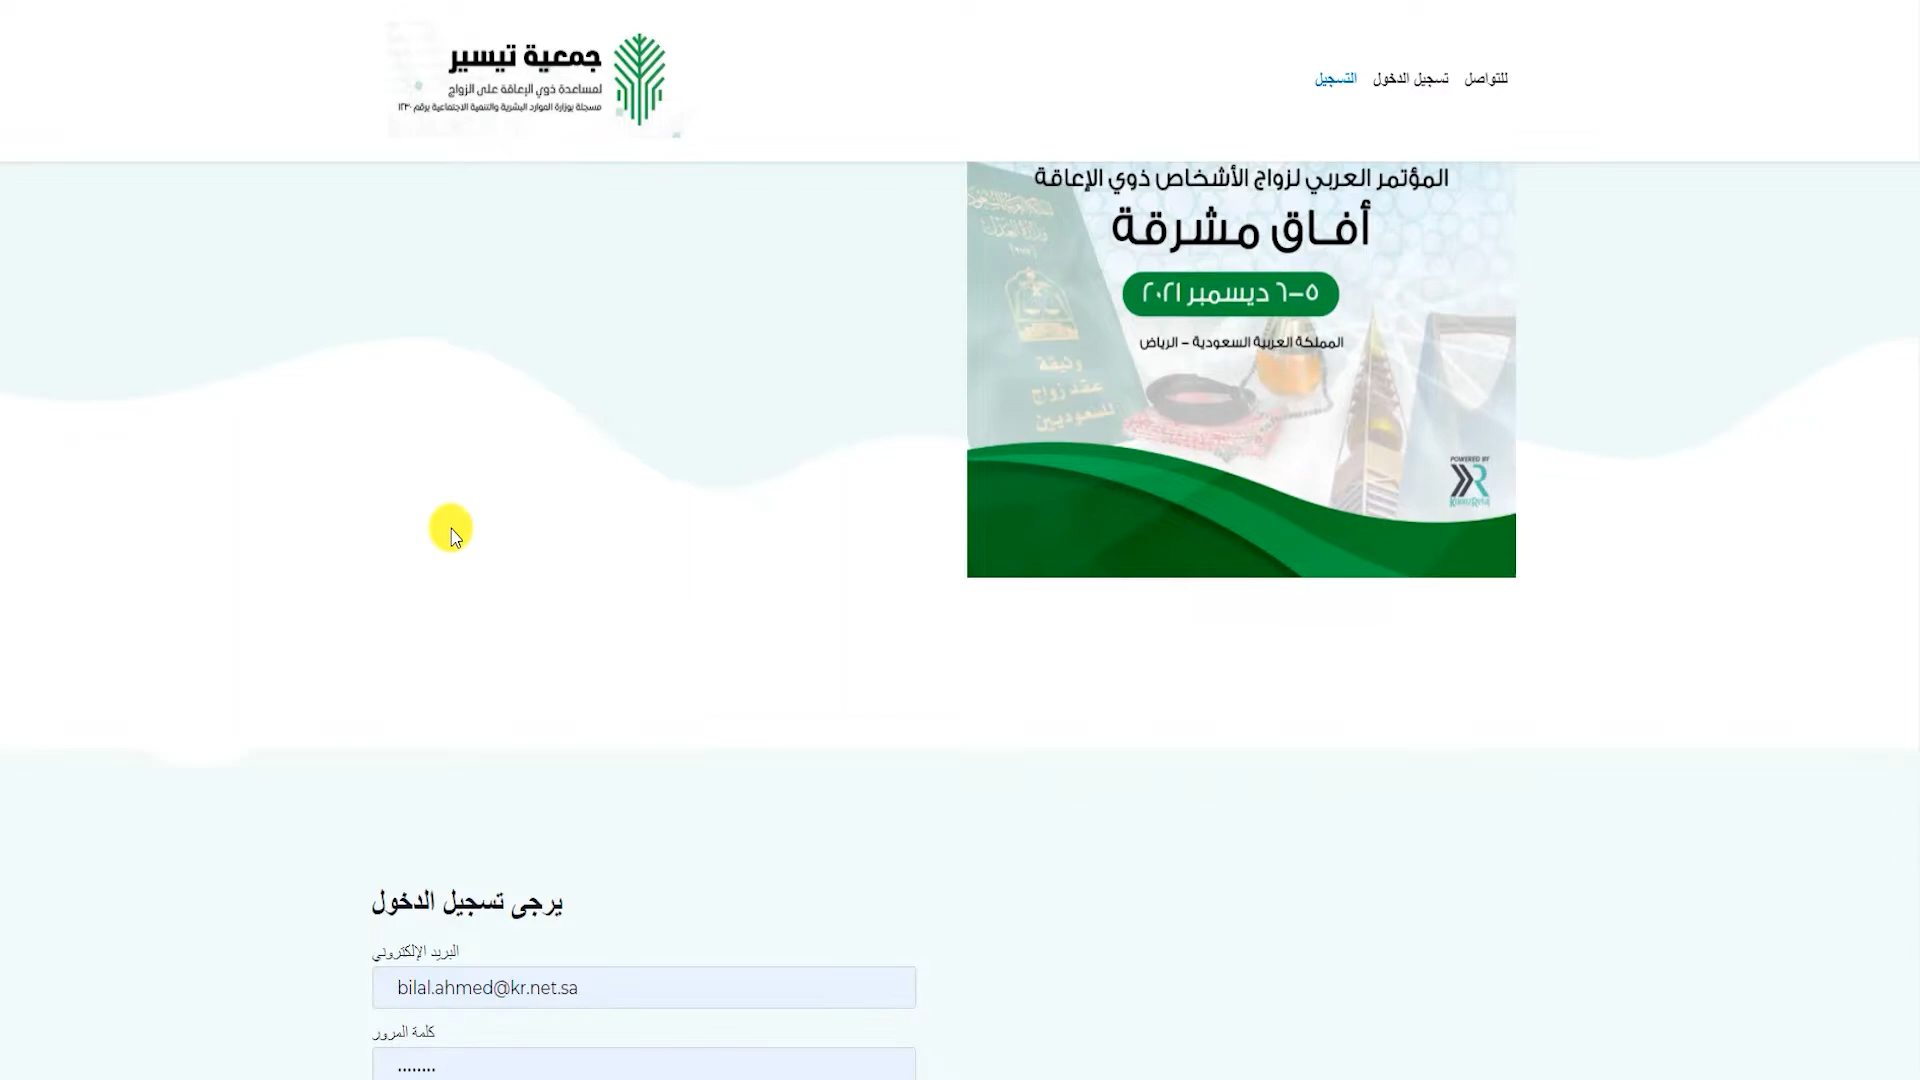 جمعية تيسير
لمساعدة ذوي الإعاقة على الزواج
مسجلة بوزارة الموارد البشرية والتنمية الاجتماعية برقم ١٢٣٠
للتواصل
تسجيل الدخول
التسجيل
المؤتمر العربي لزواج الأشخاص ذوي الإعاقة
أفـاق مشرقة
٥-٦ ديسمبر ٢٠٢١
المملكة العربية السعودية - الرياض
وثيقة
عقد زواج
للسعوديين
POWERED BY
يرجى تسجيل الدخول
البريد الإلكتروني
bilal.ahmed@kr.net.sa
كلمة المرور
........